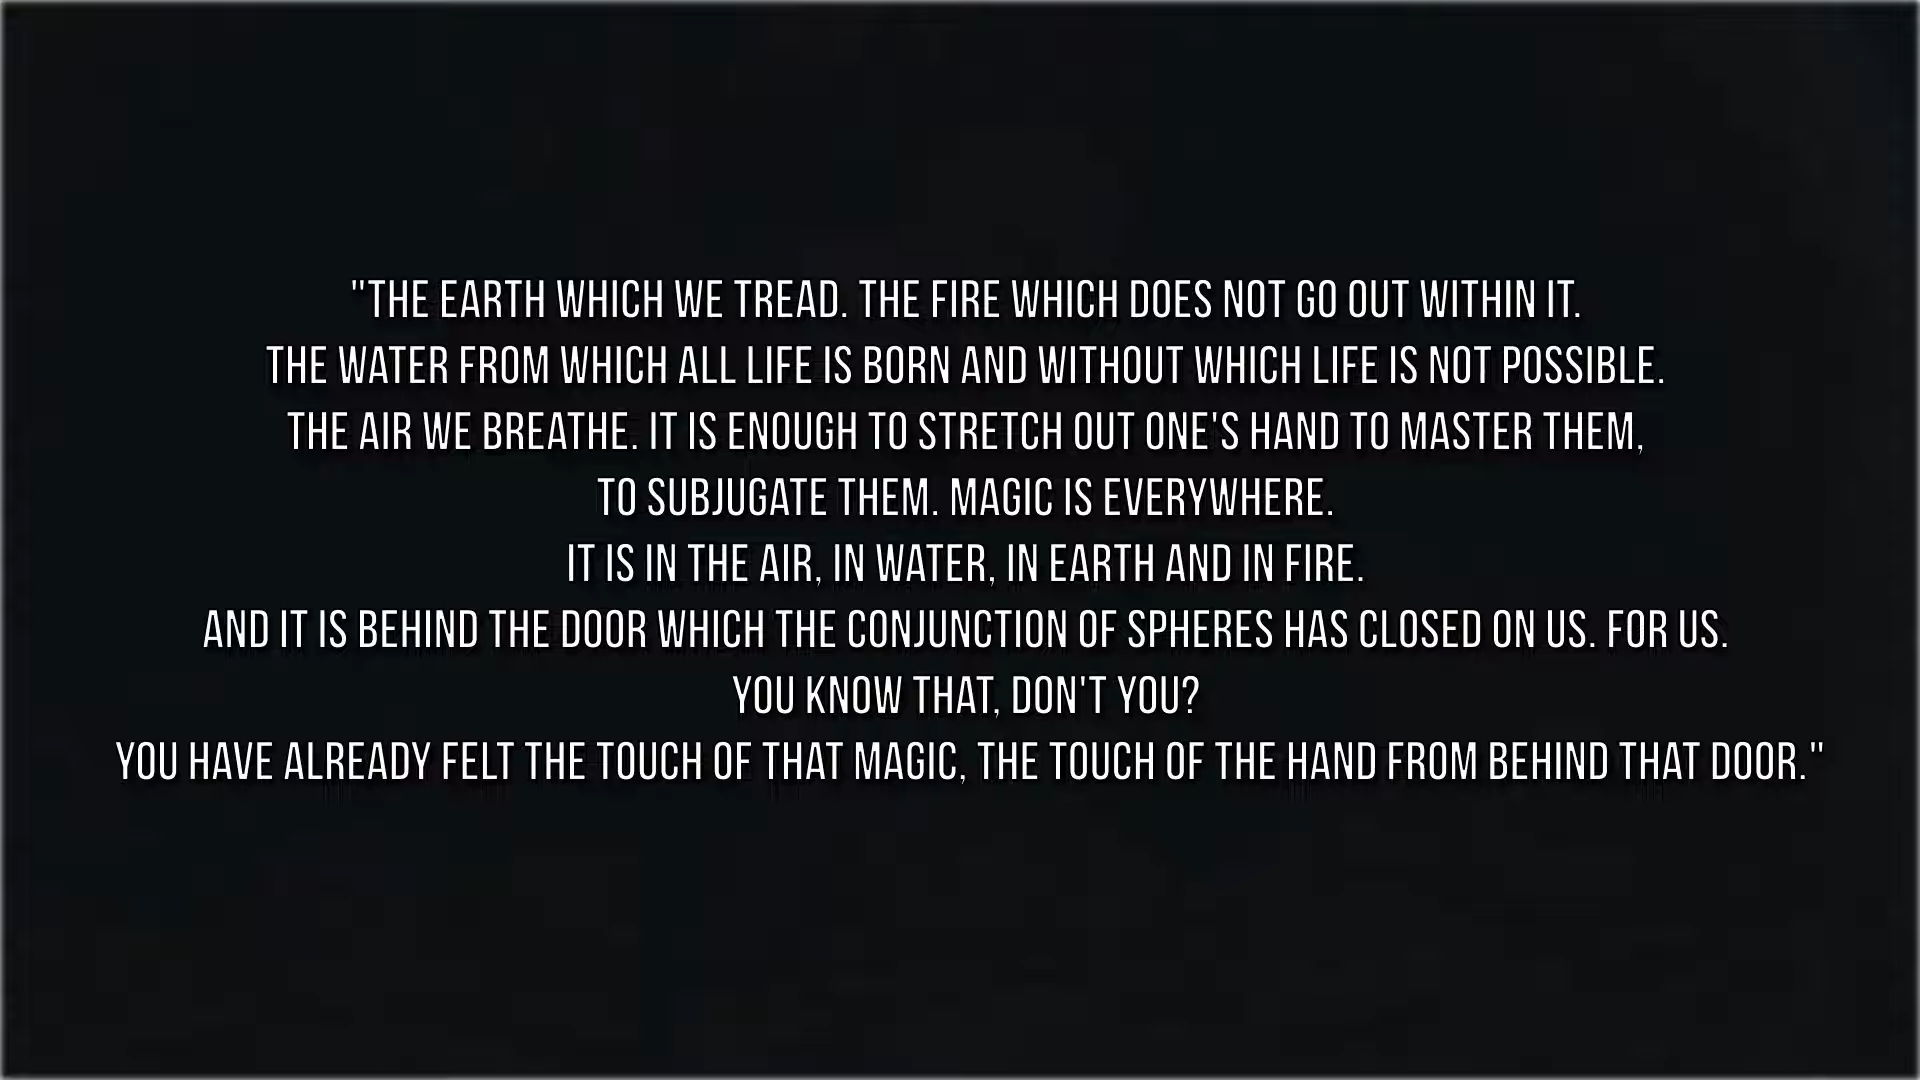 "THE EARTH WHICH WE TREAD. THE FIRE WHICH DOES NOT GO OUT WITHIN IT.
THE WATER FROM WHICH ALL LIFE IS BORN AND WITHOUT WHICH LIFE IS NOT POSSIBLE.
THE AIR WE BREATHE. IT IS ENOUGH TO STRETCH OUT ONE'S HAND TO MASTER THEM,
TO SUBJUGATE THEM. MAGIC IS EVERYWHERE.
IT IS IN THE AIR, IN WATER, IN EARTH AND IN FIRE.
AND IT IS BEHIND THE DOOR WHICH THE CONJUNCTION OF SPHERES HAS CLOSED ON US. FOR US.
YOU KNOW THAT, DON'T YOU?
YOU HAVE ALREADY FELT THE TOUCH OF THAT MAGIC, THE TOUCH OF THE HAND FROM BEHIND THAT DOOR."